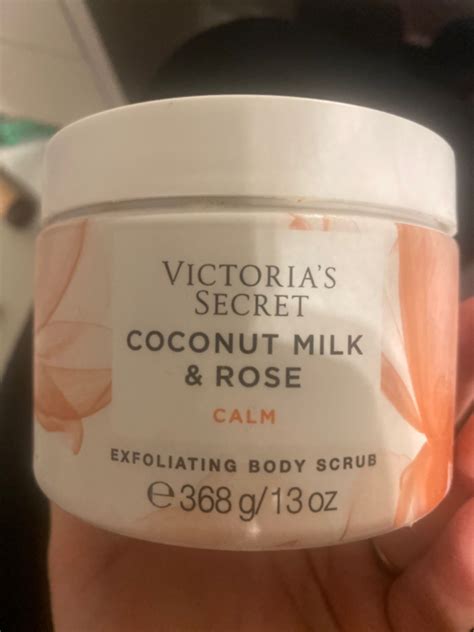 VICTORIA'S
SECRET
COCONUT MILK
& ROSE
CALM
EXFOLIATING BODY SCRUB
℮368 g/13 oz